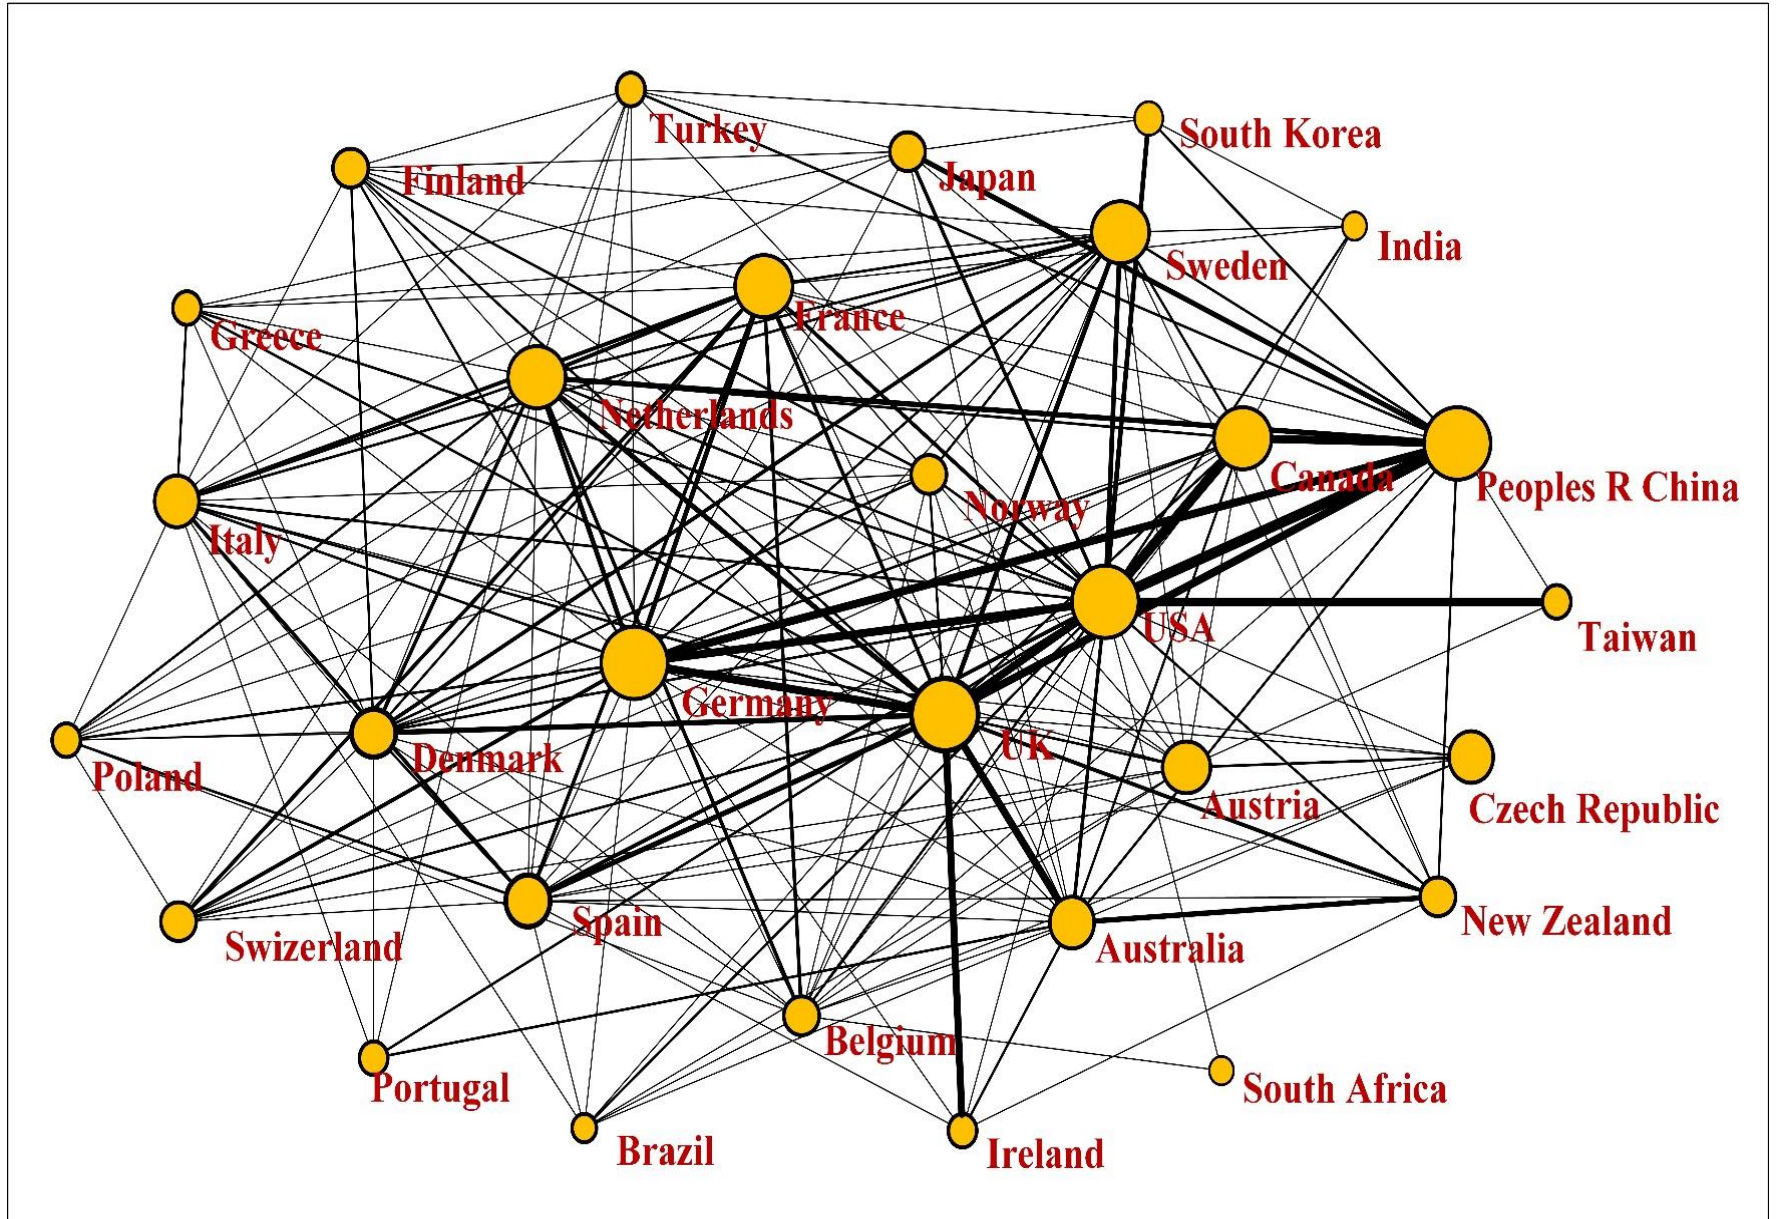 Turkey
South Korea
Japan
Finland
India
Sweden
France
Greece
Netherlands
Canada
Peoples R China
Norway
Italy
USA
Taiwan
Germany
UK
Denmark
Poland
Austria
Czech Republic
Spain
New Zealand
Swizerland
Australia
Belgium
Portugal
South Africa
Brazil
Ireland